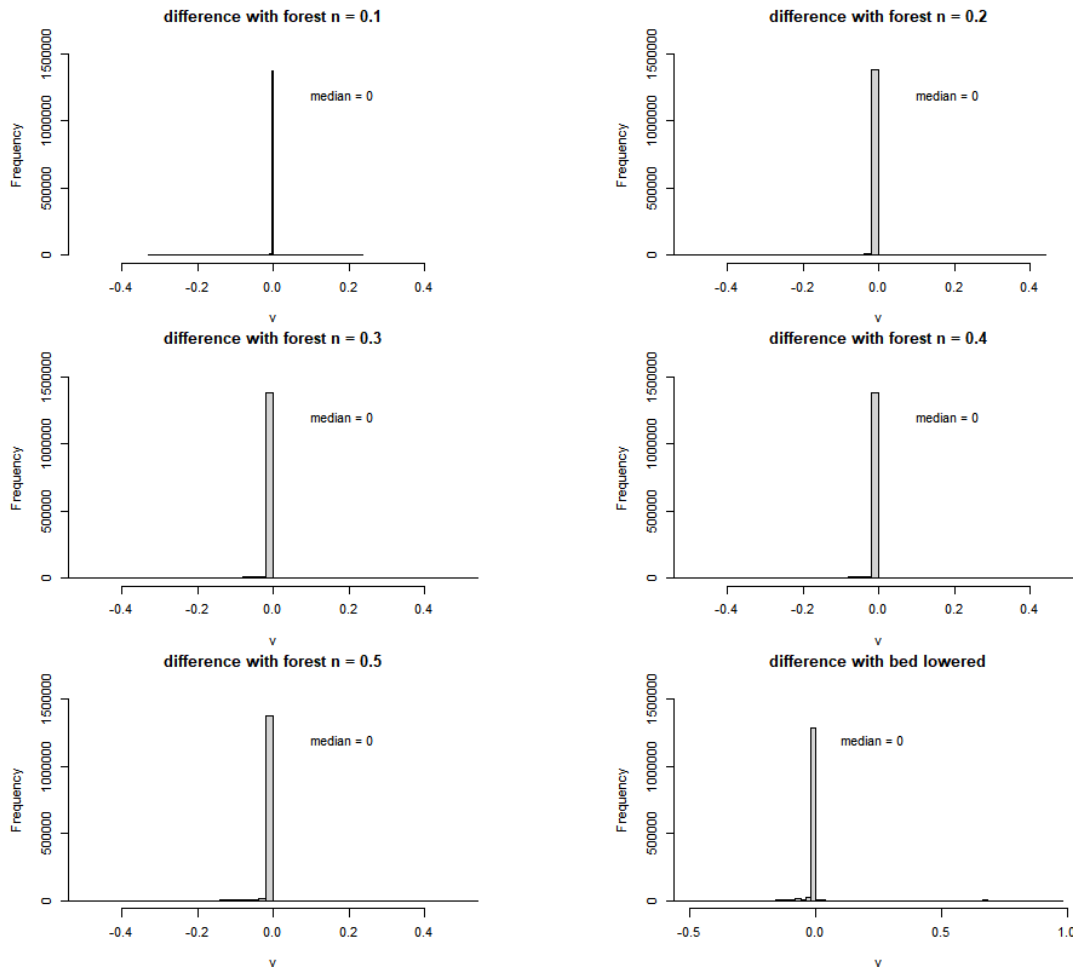 difference with forest n = 0.1
Frequency
0 500000 1000000 1500000
median = 0
-0.4 -0.2 0.0 0.2 0.4
v
difference with forest n = 0.2
Frequency
0 500000 1000000 1500000
median = 0
-0.4 -0.2 0.0 0.2 0.4
v
difference with forest n = 0.3
Frequency
0 500000 1000000 1500000
median = 0
-0.4 -0.2 0.0 0.2 0.4
v
difference with forest n = 0.4
Frequency
0 500000 1000000 1500000
median = 0
-0.4 -0.2 0.0 0.2 0.4
v
difference with forest n = 0.5
Frequency
0 500000 1000000 1500000
median = 0
-0.4 -0.2 0.0 0.2 0.4
v
difference with bed lowered
Frequency
0 500000 1000000 1500000
median = 0
-0.5 0.0 0.5 1.0
v